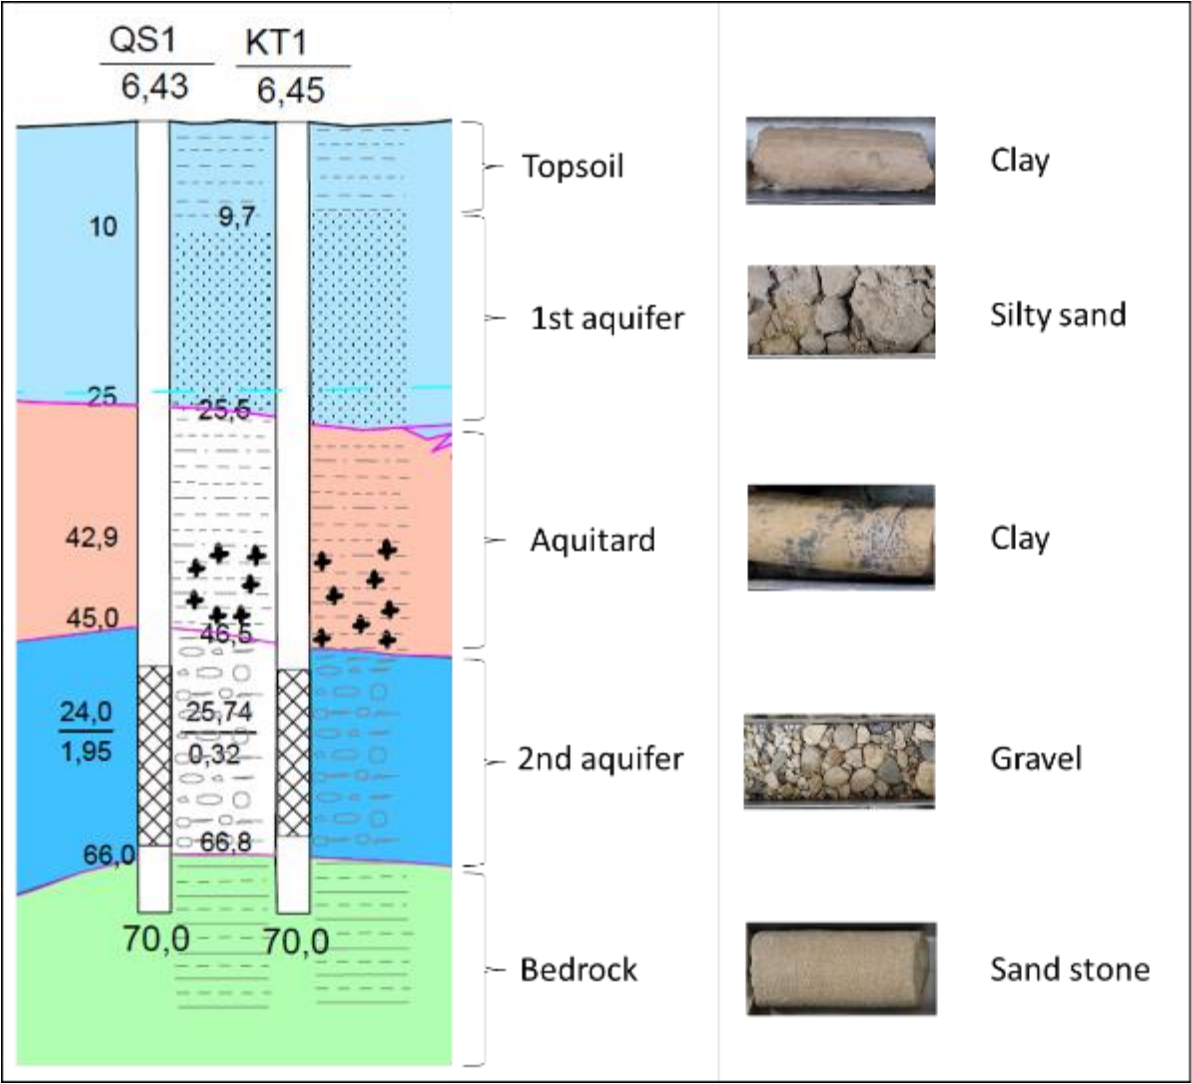 QS1 KT1
6,43 6,45
Topsoil Clay
10 9,7
1st aquifer Silty sand
25 25,6
42,9 Aquitard Clay
45,0 46,5
24,0 25,74
1,95 0,32 2nd aquifer Gravel
66,0 66,8
70,0 70,0
Bedrock Sand stone